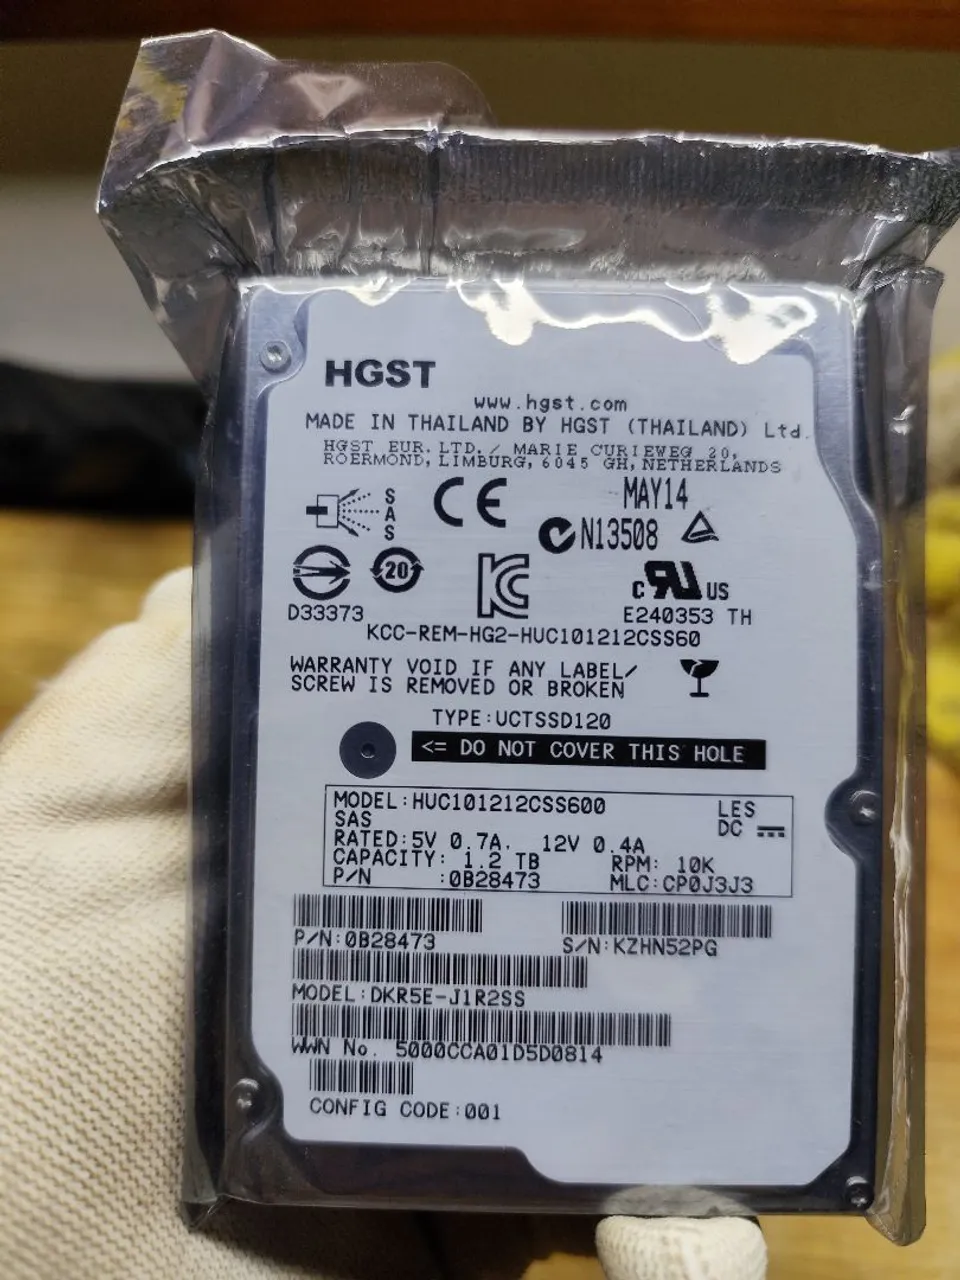 HGST
www.hgst.com
MADE IN THAILAND BY HGST (THAILAND) Ltd.
HGST EUR. LTD. / MARIE CURIEWEG 20,
ROERMOND, LIMBURG, 6045 GH, NETHERLANDS
SAS
CE
MAY14
N13508
20
D33373
KC
c RU US
E240353 TH
KCC-REM-HG2-HUC101212CSS60
WARRANTY VOID IF ANY LABEL/
SCREW IS REMOVED OR BROKEN
TYPE:UCTSSD120
<= DO NOT COVER THIS HOLE
MODEL:HUC101212CSS600 LES
SAS DC
RATED:5V 0.7A, 12V 0.4A
CAPACITY: 1.2 TB RPM: 10K
P/N :0B28473 MLC:CP0J3J3
P/N:0B28473 S/N:KZHN52PG
MODEL:DKR5E-J1R2SS
WWN No. 5000CCA01D5D0814
CONFIG CODE:001